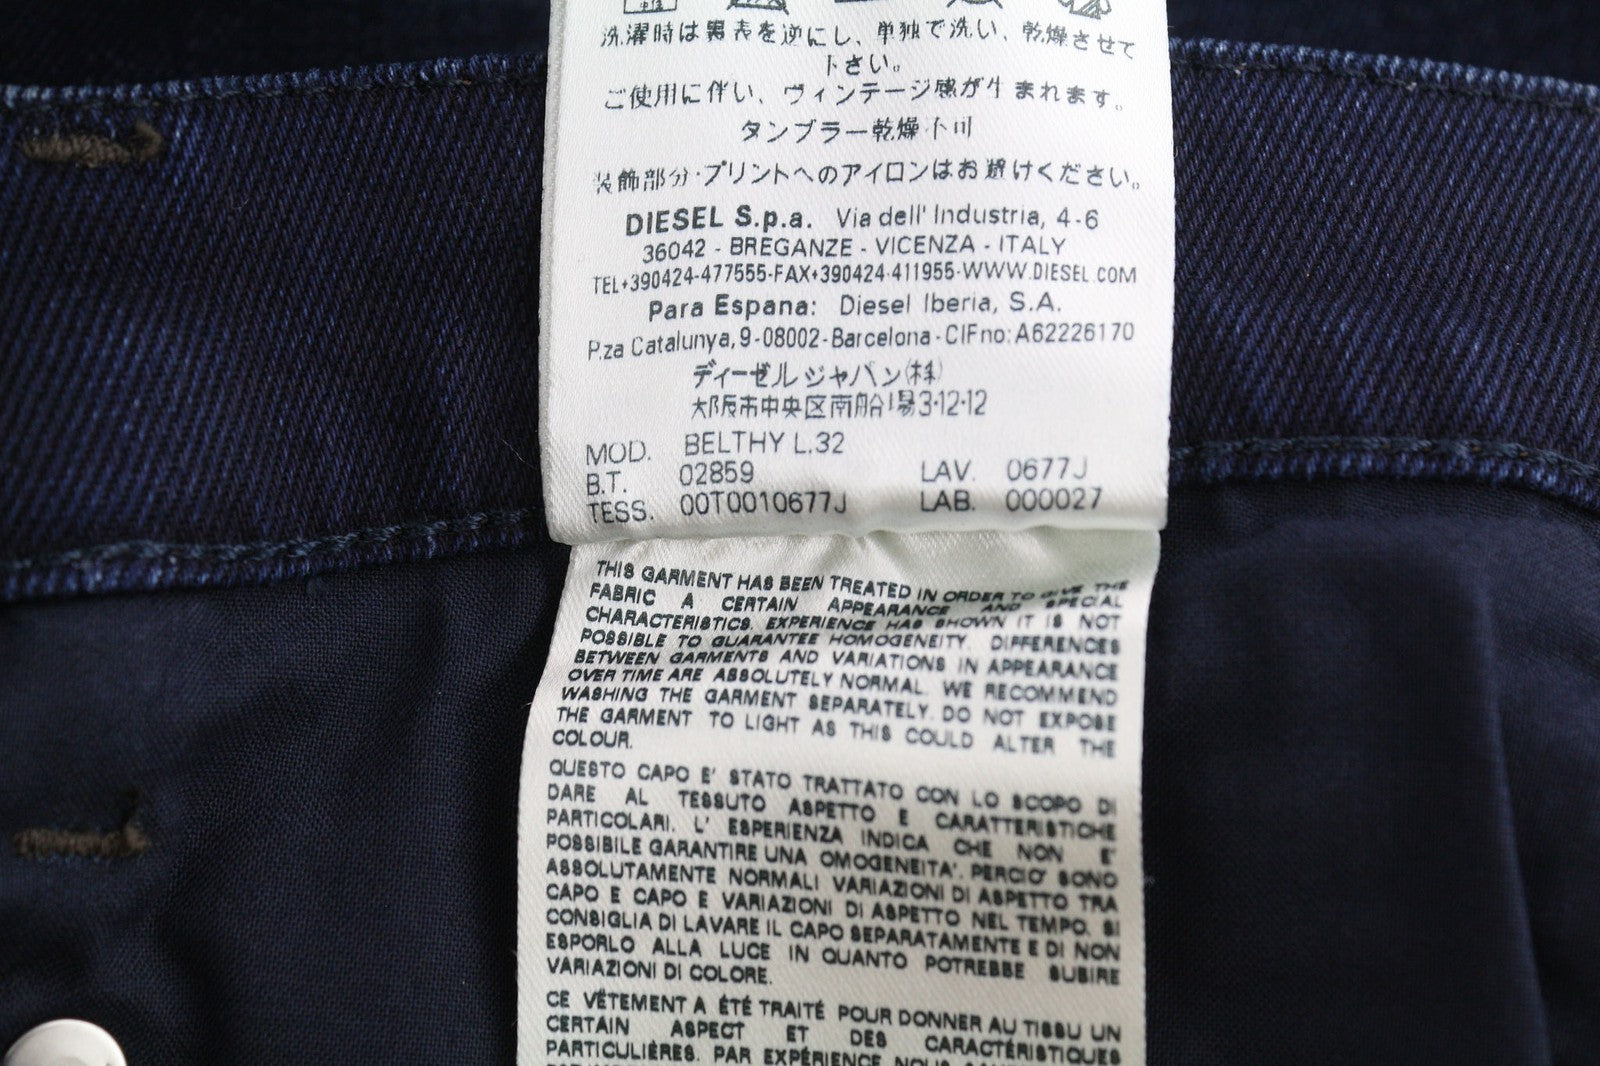 洗濯時は裏表を逆にし、単独で洗い、乾燥させて
下さい。
ご使用に伴い、ヴィンテージ感が生まれます。
タンブラー乾燥不可
装飾部分・プリントへのアイロンはお避けください。
DIESEL S.p.a. Via dell' Industria, 4-6
36042 - BREGANZE - VICENZA - ITALY
TEL+390424-477555-FAX+390424-411955-WWW.DIESEL.COM
Para Espana: Diesel Iberia, S.A.
P.za Catalunya, 9-08002-Barcelona-CIFno: A62226170
ディーゼルジャパン(株)
大阪市中央区南船場3-12-12
MOD. BELTHY L.32
B.T. 02859 LAV. 0677J
TESS. 00T0010677J LAB. 000027
THIS GARMENT HAS BEEN TREATED IN ORDER TO GIVE THE
FABRIC A CERTAIN APPEARANCE AND SPECIAL
CHARACTERISTICS. EXPERIENCE HAS SHOWN IT IS NOT
POSSIBLE TO GUARANTEE HOMOGENEITY. DIFFERENCES
BETWEEN GARMENTS AND VARIATIONS IN APPEARANCE
OVER TIME ARE ABSOLUTELY NORMAL. WE RECOMMEND
WASHING THE GARMENT SEPARATELY. DO NOT EXPOSE
THE GARMENT TO LIGHT AS THIS COULD ALTER THE
COLOUR.
QUESTO CAPO E' STATO TRATTATO CON LO SCOPO DI
DARE AL TESSUTO ASPETTO E CARATTERISTICHE
PARTICOLARI. L' ESPERIENZA INDICA CHE NON E'
POSSIBILE GARANTIRE UNA OMOGENEITA'. PERCIO' SONO
ASSOLUTAMENTE NORMALI VARIAZIONI DI ASPETTO TRA
CAPO E CAPO E VARIAZIONI DI ASPETTO NEL TEMPO. SI
CONSIGLIA DI LAVARE IL CAPO SEPARATAMENTE E DI NON
ESPORLO ALLA LUCE IN QUANTO POTREBBE SUBIRE
VARIAZIONI DI COLORE.
CE VÊTEMENT A ÉTÉ TRAITÉ POUR DONNER AU TISSU UN
CERTAIN ASPECT ET DES CARACTÉRISTIQUES
PARTICULIÈRES. PAR EXPÉRIENCE NOUS